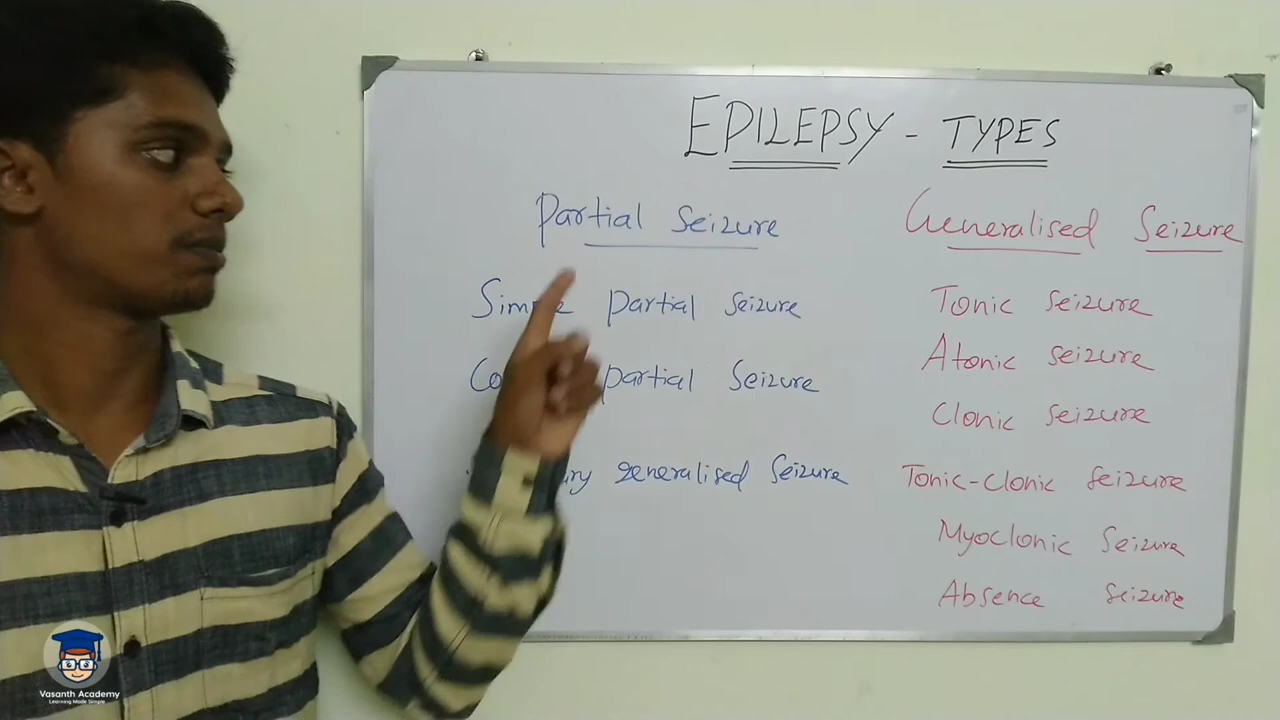 EPILEPSY - TYPES
Partial Seizure
Generalised Seizure
partial Seizure
Tonic Seizure
Atonic Seizure
partial Seizure
Clonic Seizure
generalised Seizure
Tonic-Clonic Seizure
Myoclonic Seizure
Absence Seizure
Vasanth Academy
Learning Made Simple